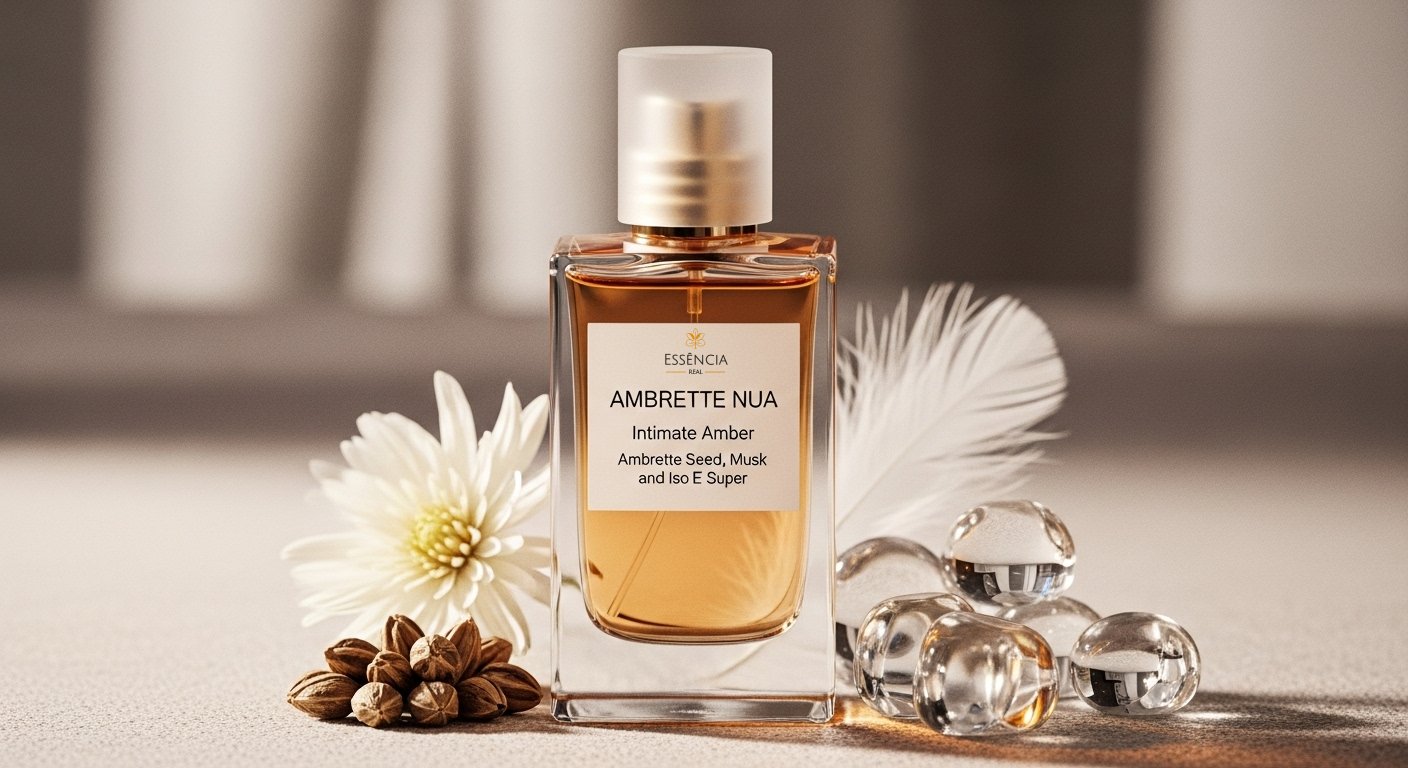 ESSÊNCIA
REAL
AMBRETTE NUA
Intimate Amber
Ambrette Seed, Musk
and Iso E Super